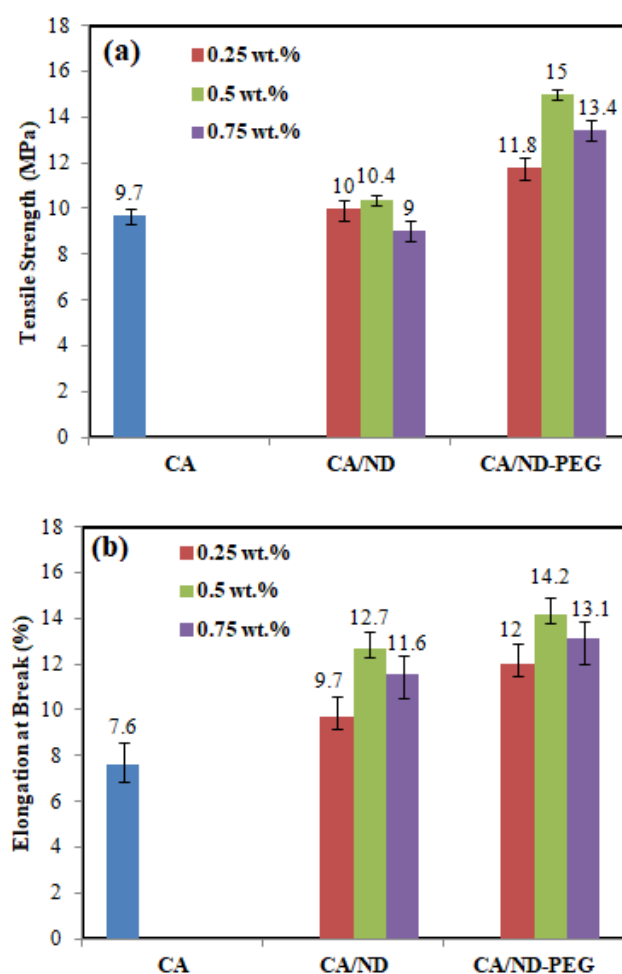 (a)
0.25 wt.%
0.5 wt.%
0.75 wt.%
Tensile Strength (MPa)
18
16
14
12
10
8
6
4
2
0
9.7
10
10.4
9
11.8
15
13.4
CA
CA/ND
CA/ND-PEG
(b)
0.25 wt.%
0.5 wt.%
0.75 wt.%
Elongation at Break (%)
18
16
14
12
10
8
6
4
2
0
7.6
9.7
12.7
11.6
12
14.2
13.1
CA
CA/ND
CA/ND-PEG